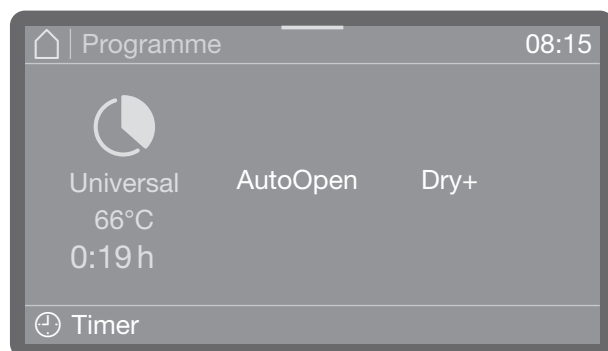 Programme 08:15
Universal AutoOpen Dry+
66°C
0:19 h
Timer